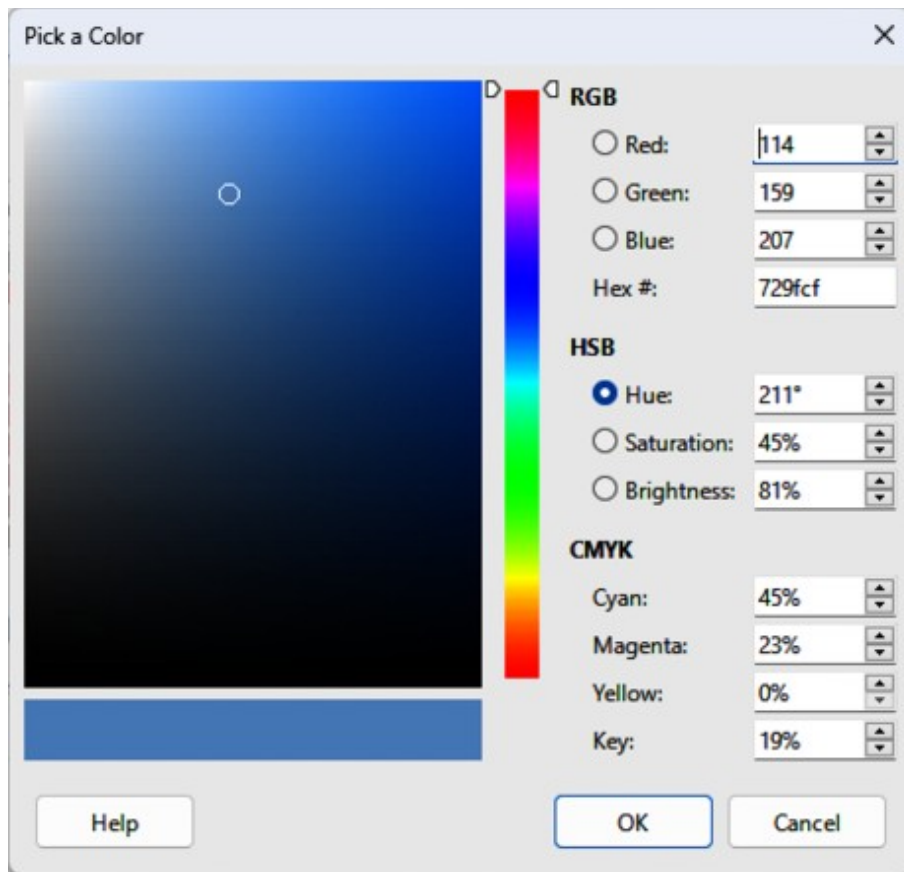 Pick a Color
RGB
Red: 114
Green: 159
Blue: 207
Hex #: 729fcf
HSB
Hue: 211°
Saturation: 45%
Brightness: 81%
CMYK
Cyan: 45%
Magenta: 23%
Yellow: 0%
Key: 19%
Help OK Cancel